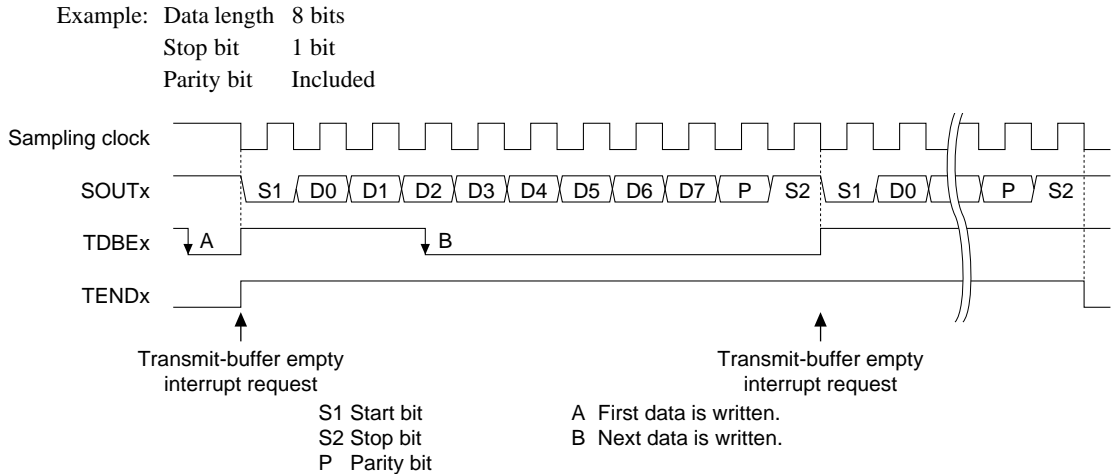 Example: Data length 8 bits
Stop bit 1 bit
Parity bit Included
Sampling clock
SOUTx S1 D0 D1 D2 D3 D4 D5 D6 D7 P S2 S1 D0 P S2
TDBEx A B
TENDx
Transmit-buffer empty Transmit-buffer empty
interrupt request interrupt request
S1 Start bit A First data is written.
S2 Stop bit B Next data is written.
P Parity bit